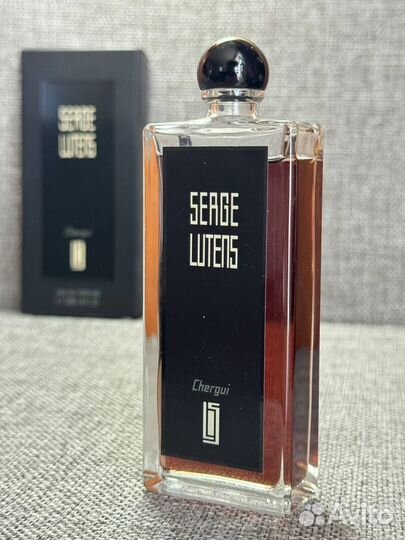 SERGE
LUTENS
Chergui
SERGE
LUTENS
Chergui
Avito